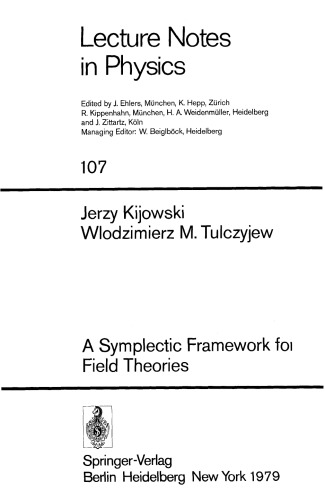 Lecture Notes
in Physics
Edited by J. Ehlers, München, K. Hepp, Zürich
R. Kippenhahn, München, H. A. Weidenmüller, Heidelberg
and J. Zittartz, Köln
Managing Editor: W. Beiglböck, Heidelberg
107
Jerzy Kijowski
Wlodzimierz M. Tulczyjew
A Symplectic Framework for
Field Theories
Springer-Verlag
Berlin Heidelberg New York 1979